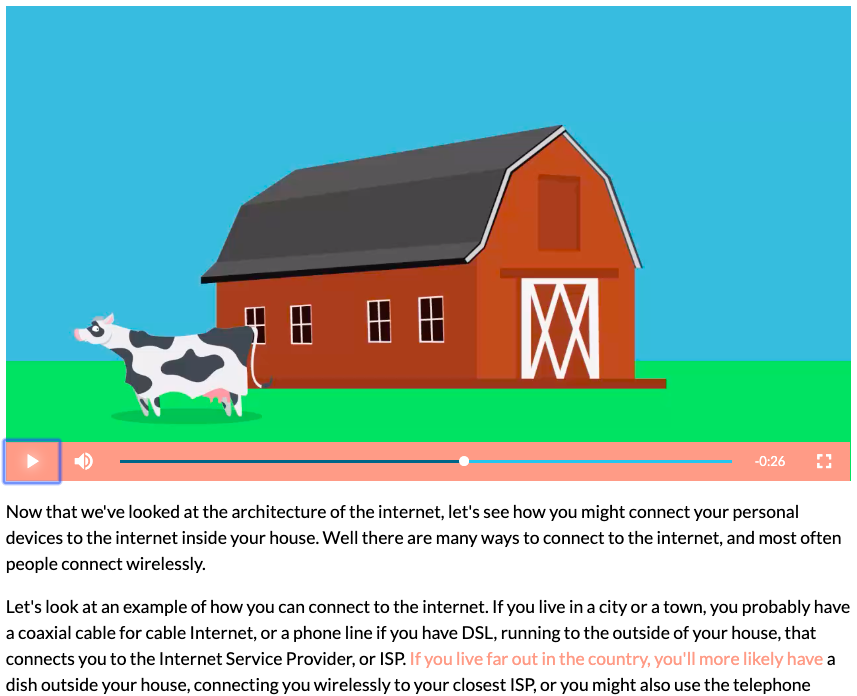 -0:26
Now that we've looked at the architecture of the internet, let's see how you might connect your personal
devices to the internet inside your house. Well there are many ways to connect to the internet, and most often
people connect wirelessly.
Let's look at an example of how you can connect to the internet. If you live in a city or a town, you probably have
a coaxial cable for cable Internet, or a phone line if you have DSL, running to the outside of your house, that
connects you to the Internet Service Provider, or ISP. If you live far out in the country, you'll more likely have a
dish outside your house, connecting you wirelessly to your closest ISP, or you might also use the telephone